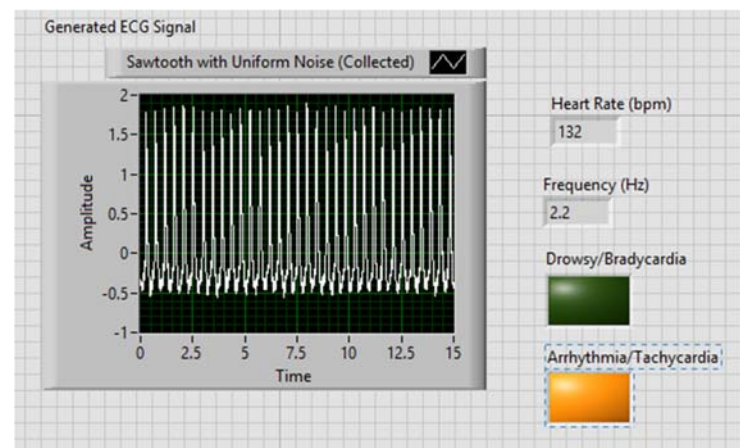 Generated ECG Signal
Sawtooth with Uniform Noise (Collected)
2
1.5
1
0.5
0
-0.5
-1
Amplitude
0 2.5 5 7.5 10 12.5 15
Time
Heart Rate (bpm)
132
Frequency (Hz)
2.2
Drowsy/Bradycardia
Arrhythmia/Tachycardia